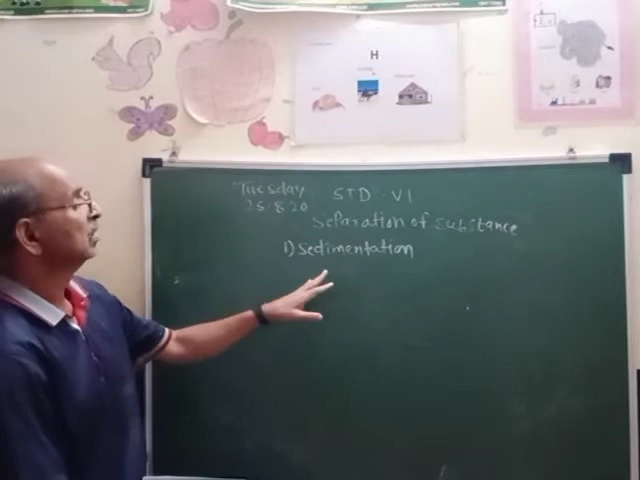 H
Tuesday STD - VI
25.8.20
Separation of substance
1) Sedimentation